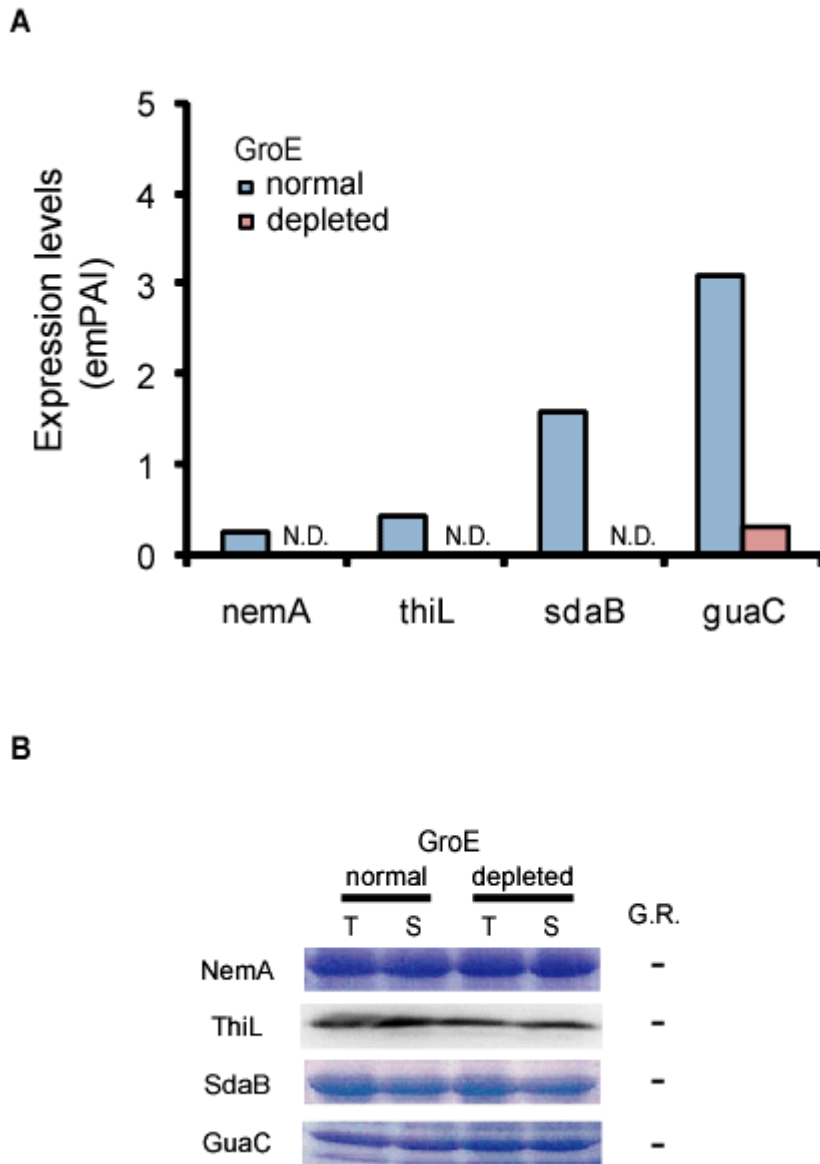 A
Expression levels
(emPAI)
5
4
3
2
1
0
GroE
normal
depleted
N.D.
N.D.
N.D.
nemA
thiL
sdaB
guaC
B
GroE
normal
depleted
T
S
T
S
G.R.
NemA
-
ThiL
-
SdaB
-
GuaC
-